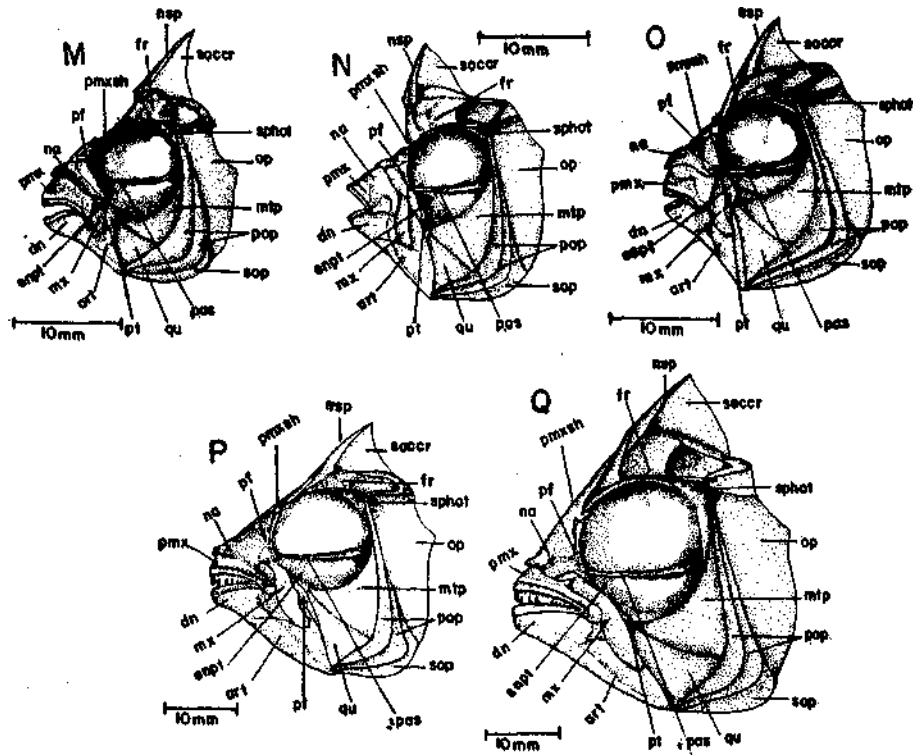 M
nsp
fr
soccr
pmxsh
pf
na
pmx
dn
enpt
mx
art
pt
qu
pas
sop
pop
mtp
op
sphot
10mm
N
10mm
nsp
soccr
pmxsh
fr
pf
na
pmx
dn
enpt
mx
art
pt
qu
pas
sop
pop
mtp
op
sphot
O
nsp
fr
soccr
pmxsh
pf
na
pmx
dn
enpt
mx
art
pt
qu
pas
sop
pop
mtp
op
sphot
10mm
P
nsp
pmxsh
soccr
pf
fr
na
sphot
pmx
op
dn
mtp
mx
pop
enpt
sop
art
pt
qu
pas
10mm
Q
nsp
fr
soccr
pmxsh
pf
sphot
na
op
pmx
mtp
dn
pop
enpt
mx
sop
art
pt
pas
qu
10mm